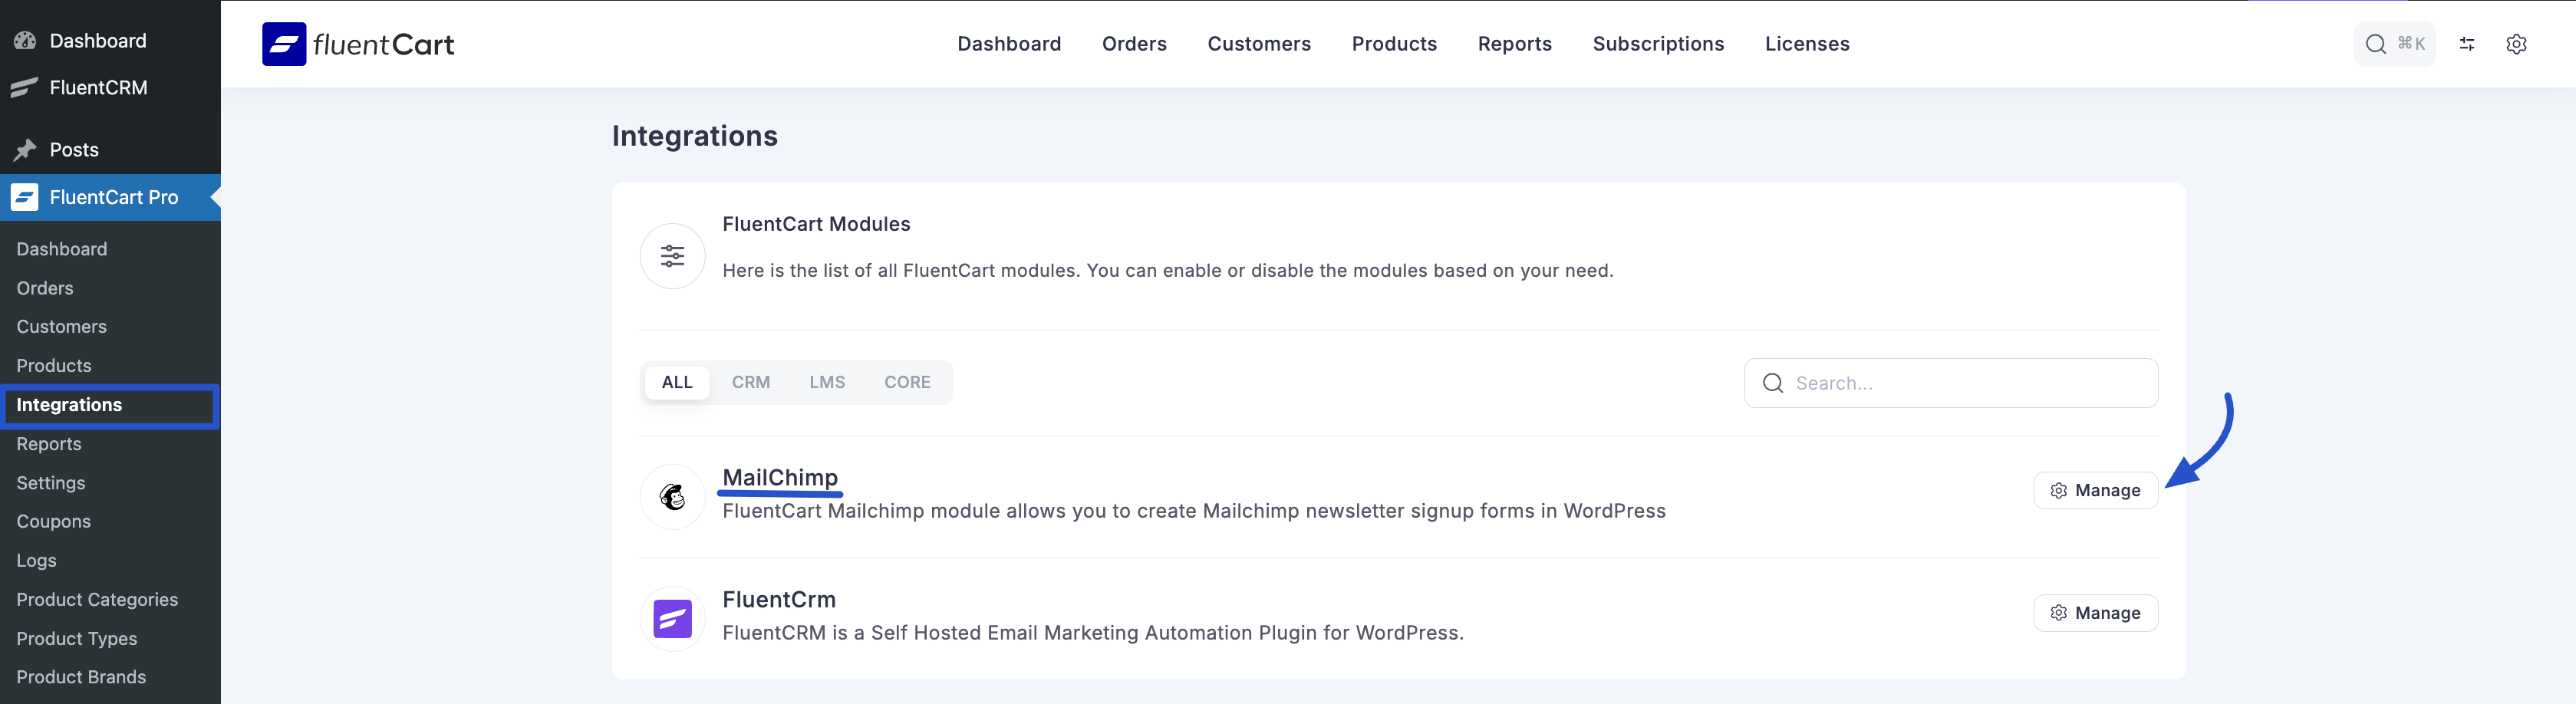 Dashboard
FluentCRM
Posts
FluentCart Pro
Dashboard
Orders
Customers
Products
Integrations
Reports
Settings
Coupons
Logs
Product Categories
Product Types
Product Brands
fluentCart
Dashboard Orders Customers Products Reports Subscriptions Licenses
⌘K
Integrations
FluentCart Modules
Here is the list of all FluentCart modules. You can enable or disable the modules based on your need.
ALL CRM LMS CORE
Search...
MailChimp
FluentCart Mailchimp module allows you to create Mailchimp newsletter signup forms in WordPress
Manage
FluentCrm
FluentCRM is a Self Hosted Email Marketing Automation Plugin for WordPress.
Manage